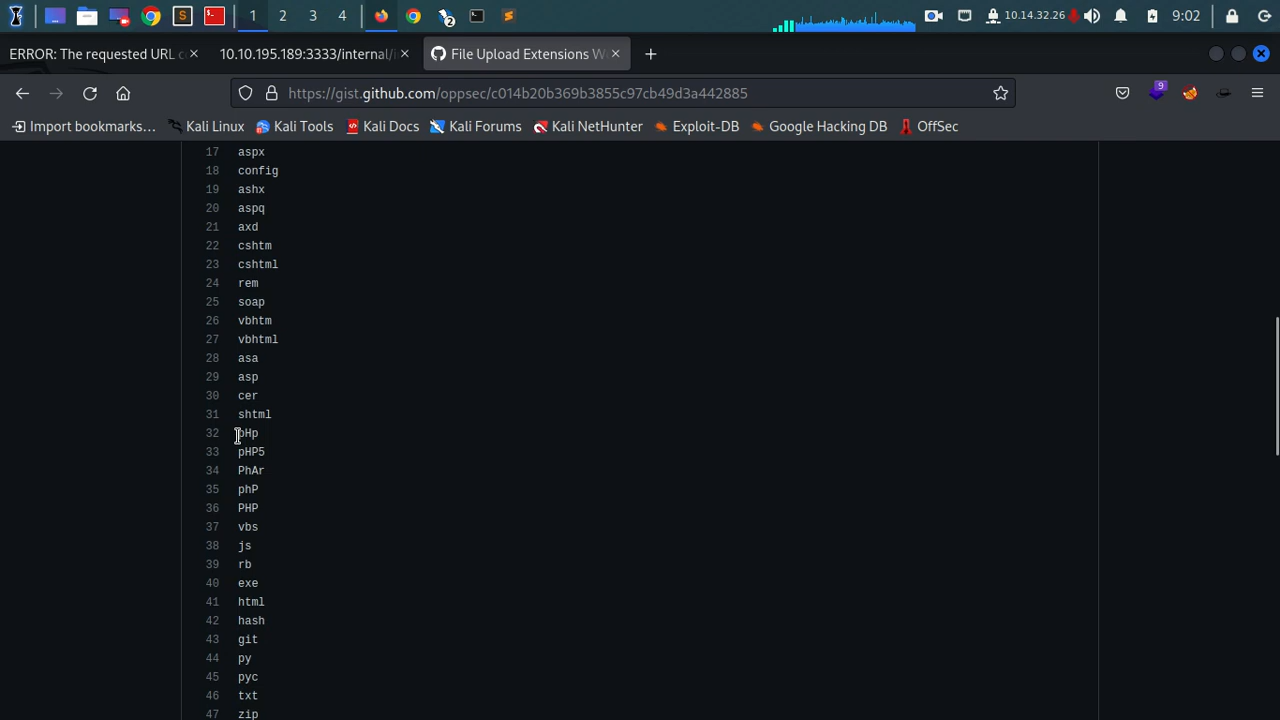 1 2 3 4 2 10.14.32.26 9:02
ERROR: The requested URL c
10.10.195.189:3333/internal/i
File Upload Extensions W
https://gist.github.com/oppsec/c014b20b369b3855c97cb49d3a442885
9
Import bookmarks… Kali Linux Kali Tools Kali Docs Kali Forums Kali NetHunter Exploit-DB Google Hacking DB OffSec
17 aspx
18 config
19 ashx
20 aspq
21 axd
22 cshtm
23 cshtml
24 rem
25 soap
26 vbhtm
27 vbhtml
28 asa
29 asp
30 cer
31 shtml
32 pHp
33 pHP5
34 PhAr
35 phP
36 PHP
37 vbs
38 js
39 rb
40 exe
41 html
42 hash
43 git
44 py
45 pyc
46 txt
47 zip